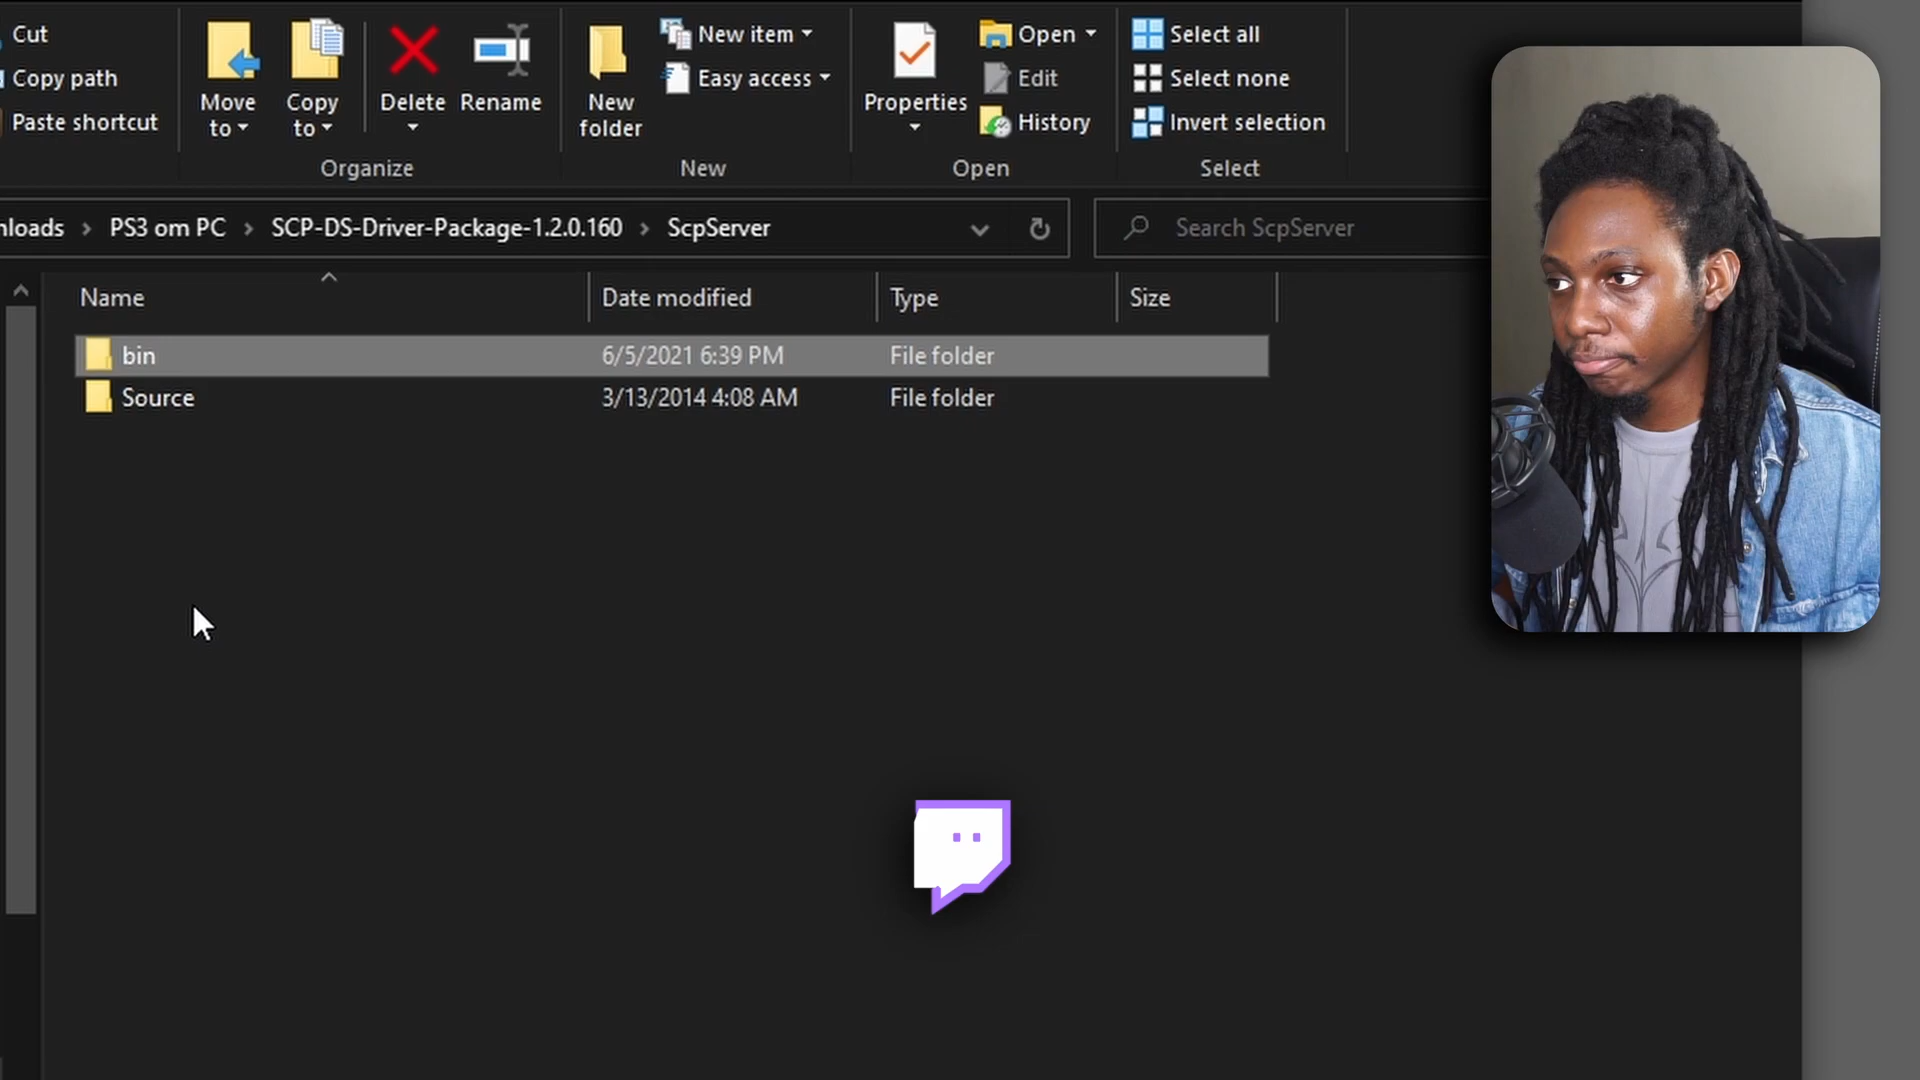 Cut
Copy path
Paste shortcut
Move to
Copy to
Delete
Rename
Organize
New folder
New item
Easy access
New
Properties
Open
Edit
History
Open
Select all
Select none
Invert selection
Select
nloads > PS3 om PC > SCP-DS-Driver-Package-1.2.0.160 > ScpServer
Search ScpServer
Name Date modified Type Size
bin 6/5/2021 6:39 PM File folder
Source 3/13/2014 4:08 AM File folder